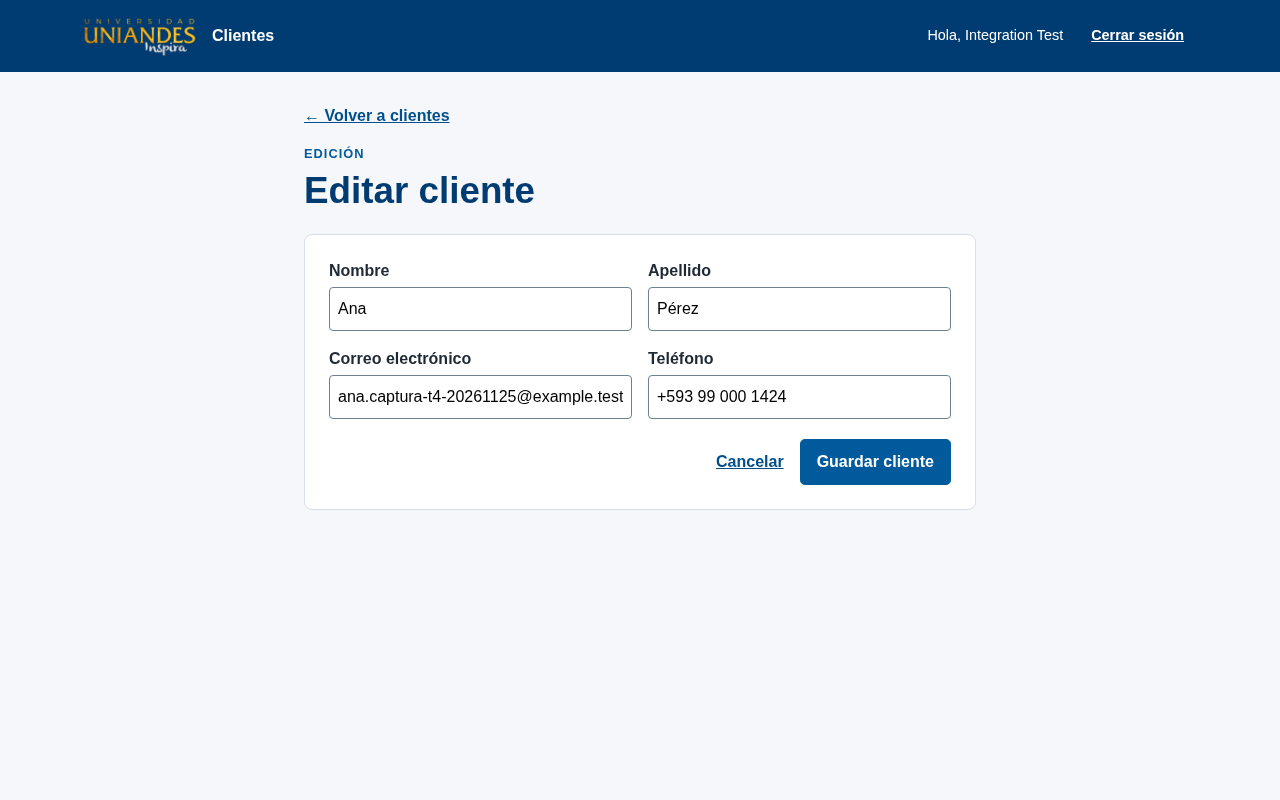 UNIVERSIDAD
UNIANDES
Inspira
Clientes
Hola, Integration Test
Cerrar sesión
← Volver a clientes
EDICIÓN
Editar cliente
Nombre
Apellido
Ana
Pérez
Correo electrónico
Teléfono
ana.captura-t4-20261125@example.test
+593 99 000 1424
Cancelar
Guardar cliente